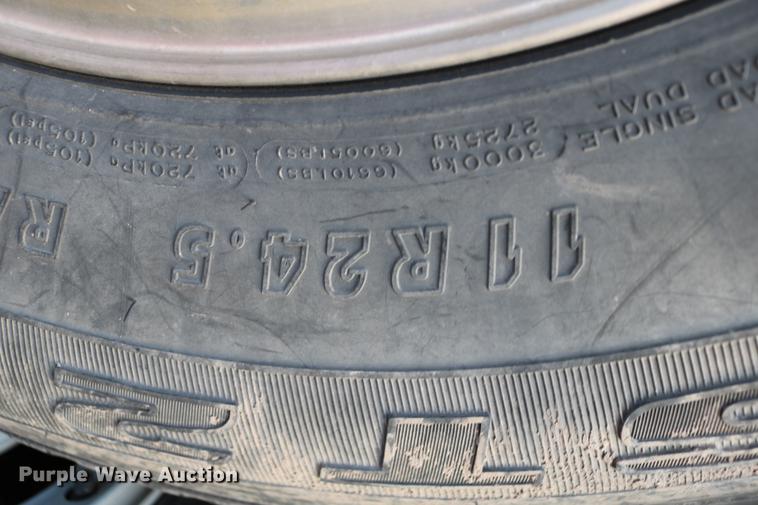 11R24.5
SINGLE 3000kg (6610LBS) at 720kPa (105psi)
DUAL 2725kg (6005LBS) at 720kPa (105psi)
Purple Wave Auction